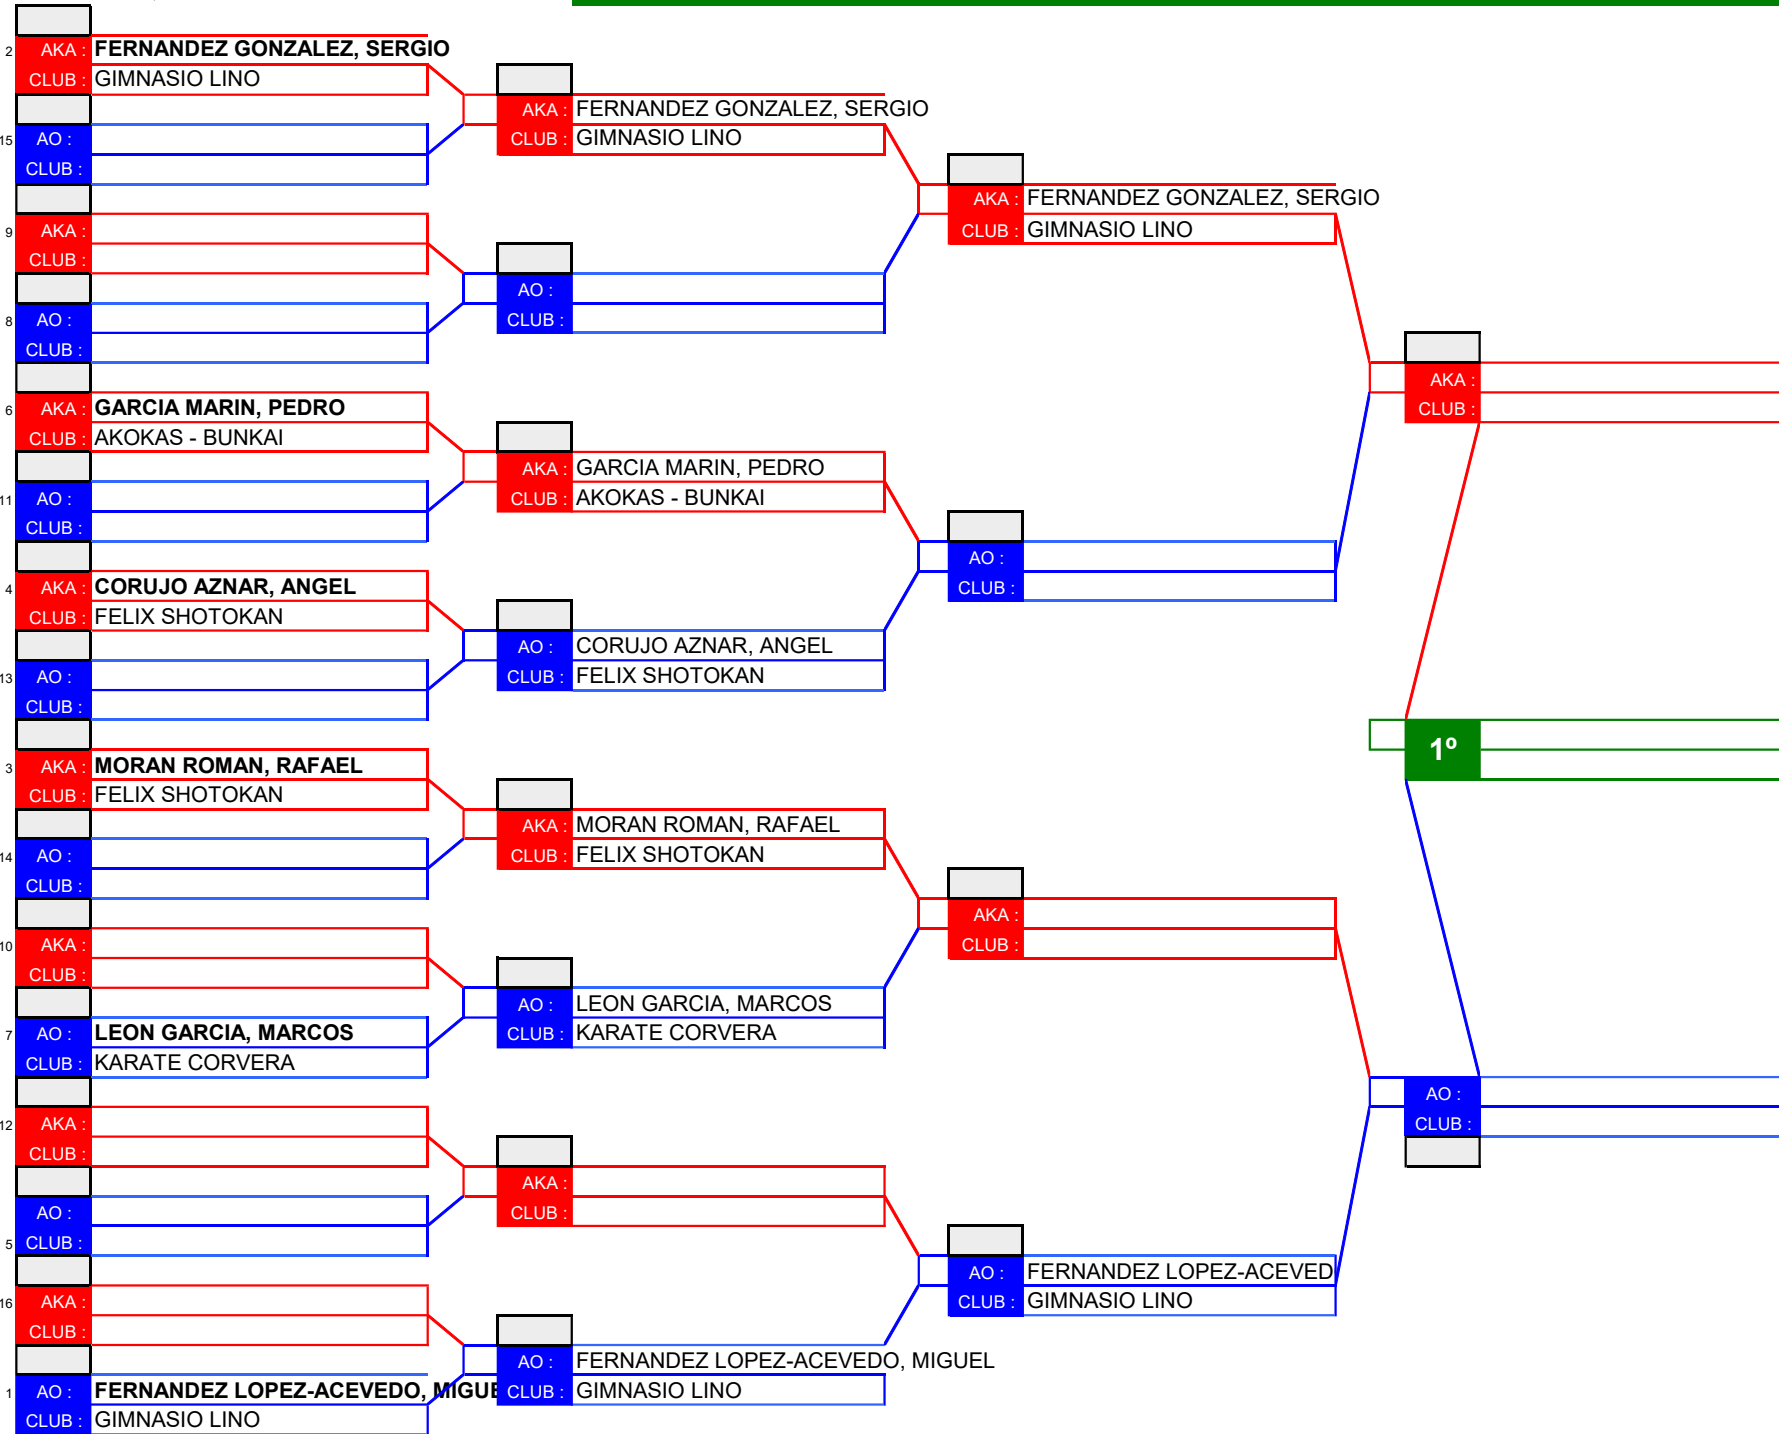 2 AKA : FERNANDEZ GONZALEZ, SERGIO
CLUB : GIMNASIO LINO
15 AO :
CLUB :
9 AKA :
CLUB :
8 AO :
CLUB :
6 AKA : GARCIA MARIN, PEDRO
CLUB : AKOKAS - BUNKAI
11 AO :
CLUB :
4 AKA : CORUJO AZNAR, ANGEL
CLUB : FELIX SHOTOKAN
13 AO :
CLUB :
3 AKA : MORAN ROMAN, RAFAEL
CLUB : FELIX SHOTOKAN
14 AO :
CLUB :
10 AKA :
CLUB :
7 AO : LEON GARCIA, MARCOS
CLUB : KARATE CORVERA
12 AKA :
CLUB :
AO :
5 CLUB :
16 AKA :
CLUB :
1 AO : FERNANDEZ LOPEZ-ACEVEDO, MIGUE
CLUB : GIMNASIO LINO
AKA : FERNANDEZ GONZALEZ, SERGIO
CLUB : GIMNASIO LINO
AO :
CLUB :
AKA : GARCIA MARIN, PEDRO
CLUB : AKOKAS - BUNKAI
AO : CORUJO AZNAR, ANGEL
CLUB : FELIX SHOTOKAN
AKA : MORAN ROMAN, RAFAEL
CLUB : FELIX SHOTOKAN
AO : LEON GARCIA, MARCOS
CLUB : KARATE CORVERA
AKA :
CLUB :
AO : FERNANDEZ LOPEZ-ACEVEDO, MIGUEL
CLUB : GIMNASIO LINO
AKA : FERNANDEZ GONZALEZ, SERGIO
CLUB : GIMNASIO LINO
AO :
CLUB :
AKA :
CLUB :
AO : FERNANDEZ LOPEZ-ACEVED
CLUB : GIMNASIO LINO
AKA :
CLUB :
1º
AO :
CLUB :